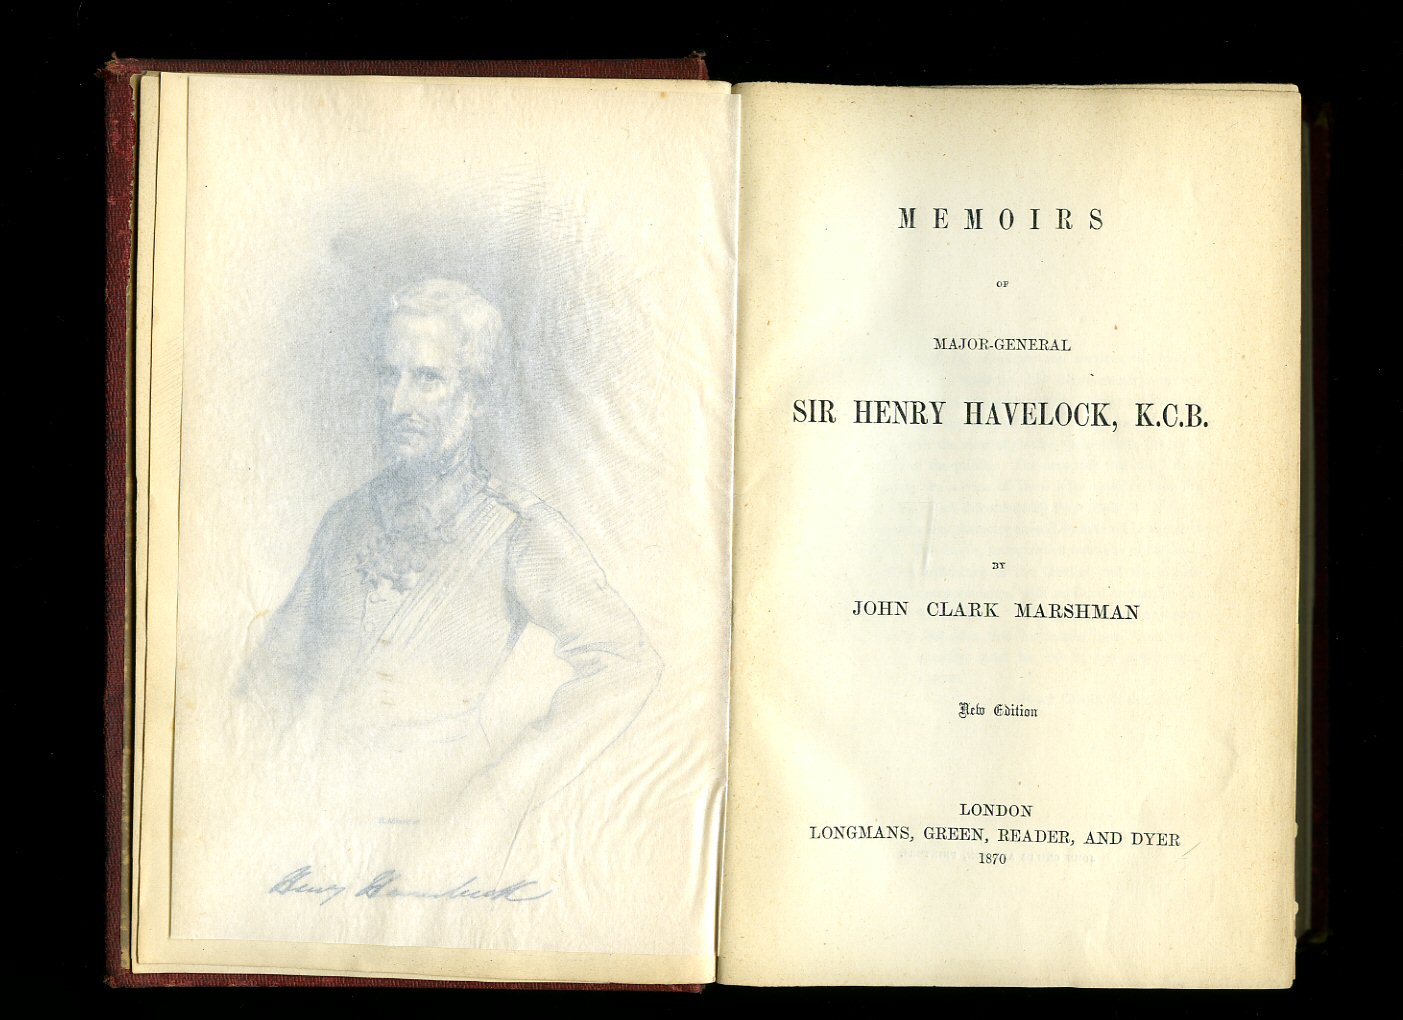 Henry Havelock
MEMOIRS
OF
MAJOR-GENERAL
SIR HENRY HAVELOCK, K.C.B.
BY
JOHN CLARK MARSHMAN
New Edition
LONDON
LONGMANS, GREEN, READER, AND DYER
1870